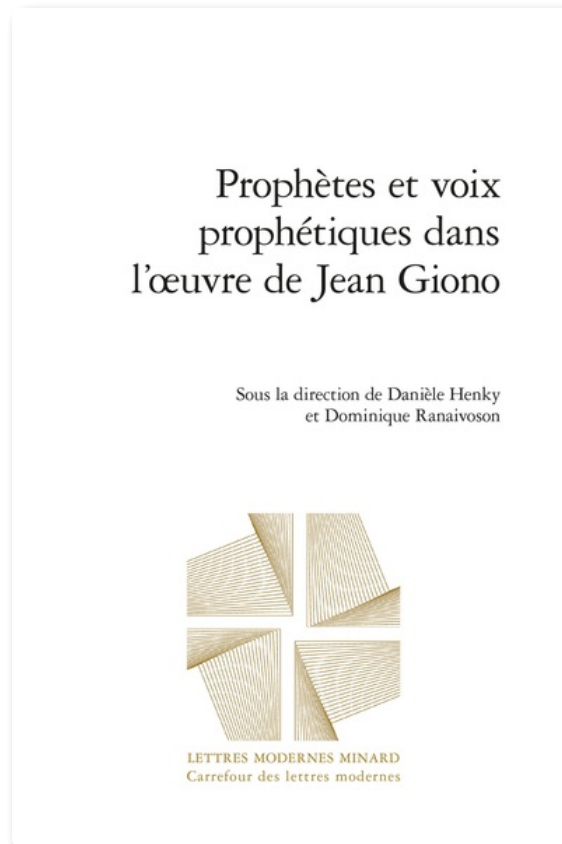 Prophètes et voix
prophétiques dans
l'œuvre de Jean Giono
Sous la direction de Danièle Henky
et Dominique Ranaivoson
LETTRES MODERNES MINARD
Carrefour des lettres modernes